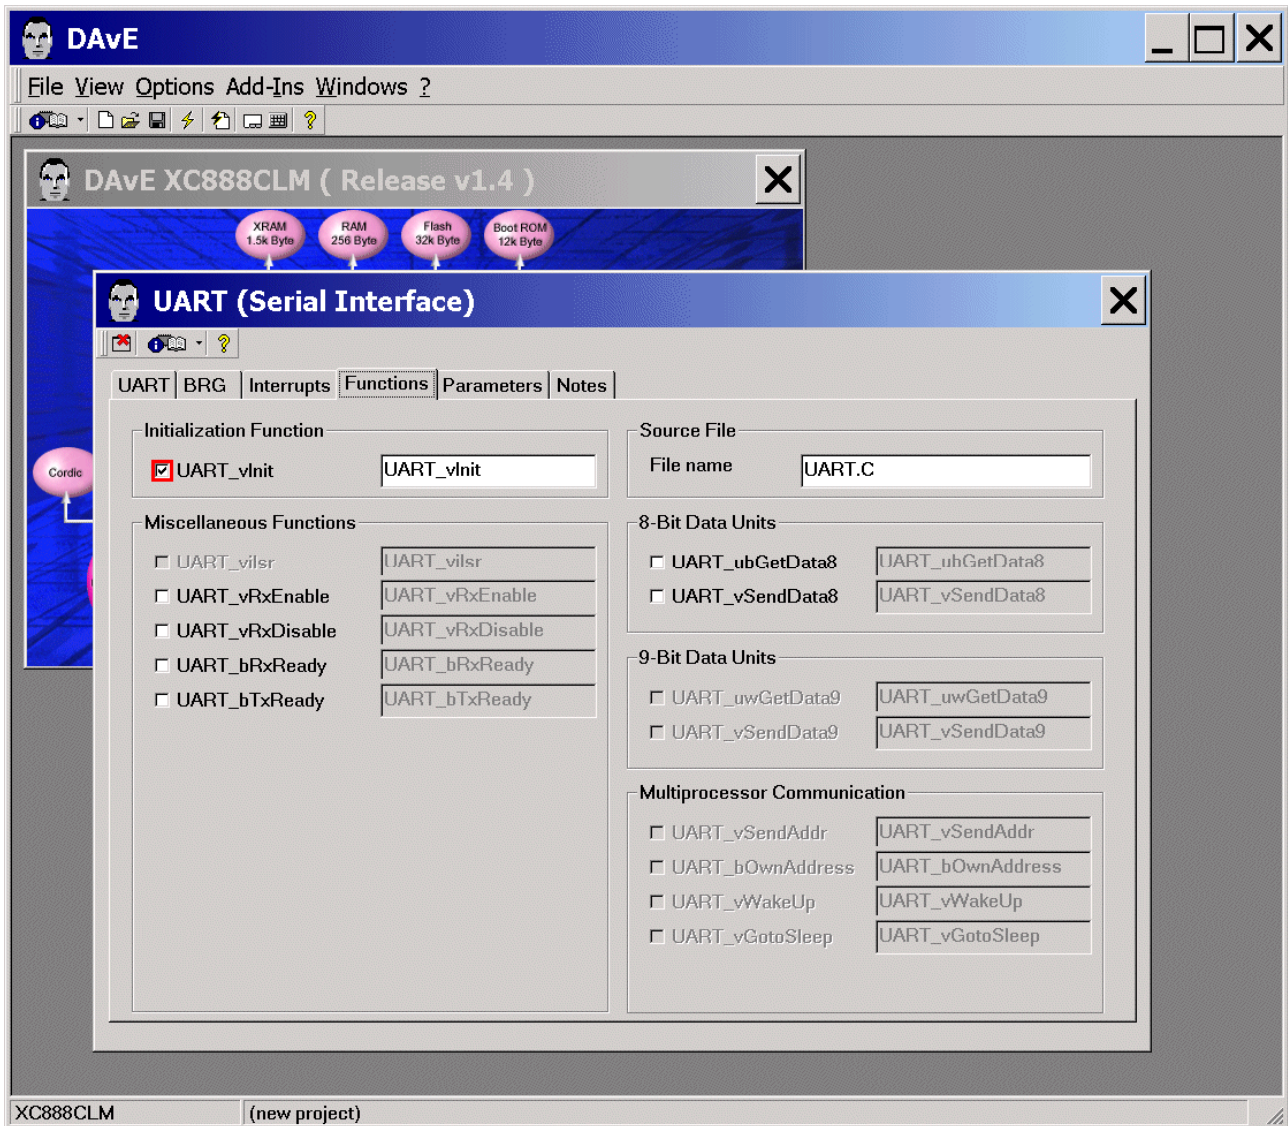 DAvE
File View Options Add-Ins Windows ?
DAvE XC888CLM ( Release v1.4 )
XRAM
1.5k Byte
RAM
256 Byte
Flash
32k Byte
Boot ROM
12k Byte
Cordic
UART (Serial Interface)
UART BRG Interrupts Functions Parameters Notes
Initialization Function
UART_vInit UART_vInit
Miscellaneous Functions
UART_viIsr UART_viIsr
UART_vRxEnable UART_vRxEnable
UART_vRxDisable UART_vRxDisable
UART_bRxReady UART_bRxReady
UART_bTxReady UART_bTxReady
Source File
File name UART.C
8-Bit Data Units
UART_ubGetData8 UART_ubGetData8
UART_vSendData8 UART_vSendData8
9-Bit Data Units
UART_uwGetData9 UART_uwGetData9
UART_vSendData9 UART_vSendData9
Multiprocessor Communication
UART_vSendAddr UART_vSendAddr
UART_bOwnAddress UART_bOwnAddress
UART_vWakeUp UART_vWakeUp
UART_vGotoSleep UART_vGotoSleep
XC888CLM (new project)